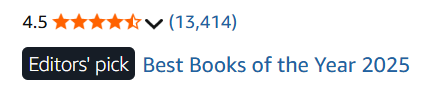 4.5 (13,414)
Editors' pick Best Books of the Year 2025